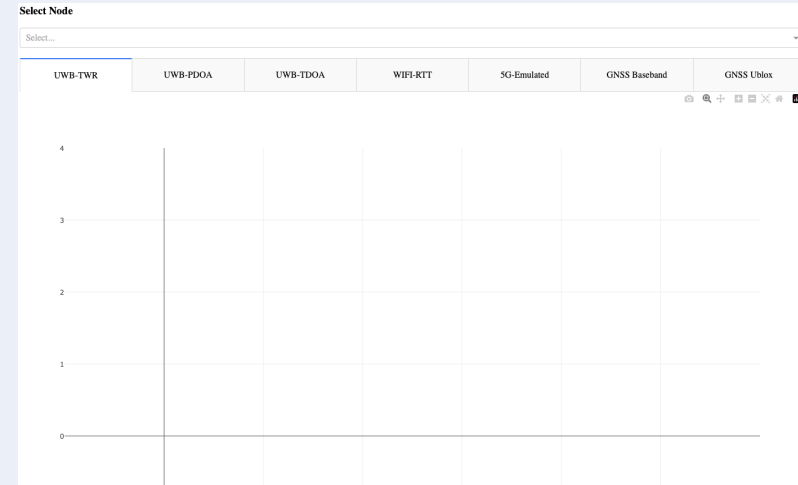 Select Node
Select...
UWB-TWR UWB-PDOA UWB-TDOA WIFI-RTT 5G-Emulated GNSS Baseband GNSS Ublox
4
3
2
1
0